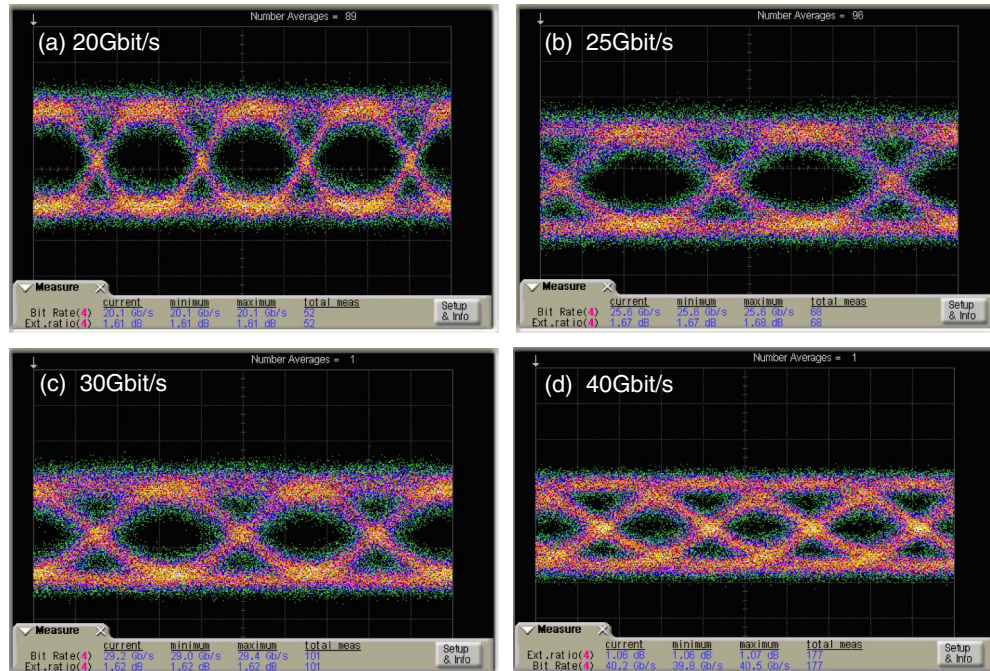 Number Averages = 89
(a) 20Gbit/s
Measure
current minimum maximum total meas
Bit Rate(4) 20.1 Gb/s 20.1 Gb/s 20.1 Gb/s 52
Ext.ratio(4) 1.61 dB 1.61 dB 1.61 dB 52
Setup & Info
Number Averages = 96
(b) 25Gbit/s
Measure
current minimum maximum total meas
Bit Rate(4) 25.6 Gb/s 25.6 Gb/s 25.6 Gb/s 68
Ext.ratio(4) 1.67 dB 1.67 dB 1.68 dB 68
Setup & Info
Number Averages = 1
(c) 30Gbit/s
Measure
current minimum maximum total meas
Bit Rate(4) 29.2 Gb/s 29.0 Gb/s 29.4 Gb/s 101
Ext.ratio(4) 1.62 dB 1.62 dB 1.62 dB 101
Setup & Info
Number Averages = 1
(d) 40Gbit/s
Measure
current minimum maximum total meas
Ext.ratio(4) 1.06 dB 1.06 dB 1.07 dB 177
Bit Rate(4) 40.2 Gb/s 39.8 Gb/s 40.5 Gb/s 177
Setup & Info